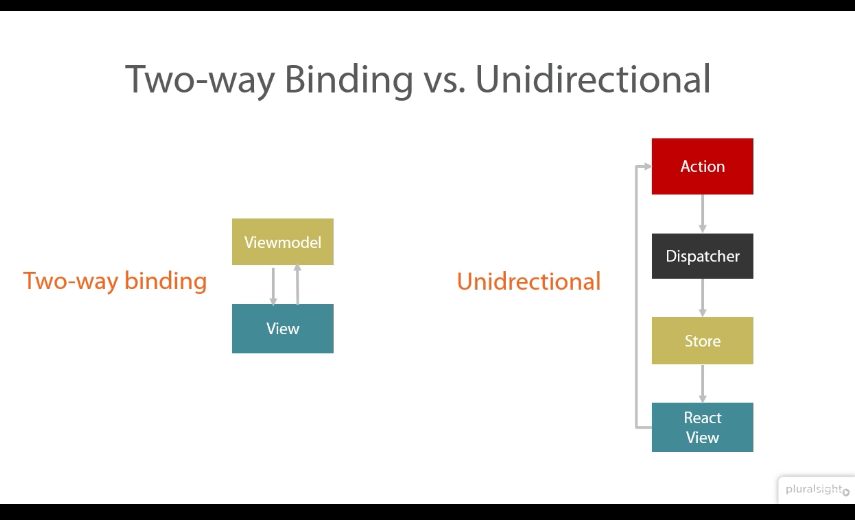 Two-way Binding vs. Unidirectional
Two-way binding
Viewmodel
View
Unidrectional
Action
Dispatcher
Store
React
View
pluralsight